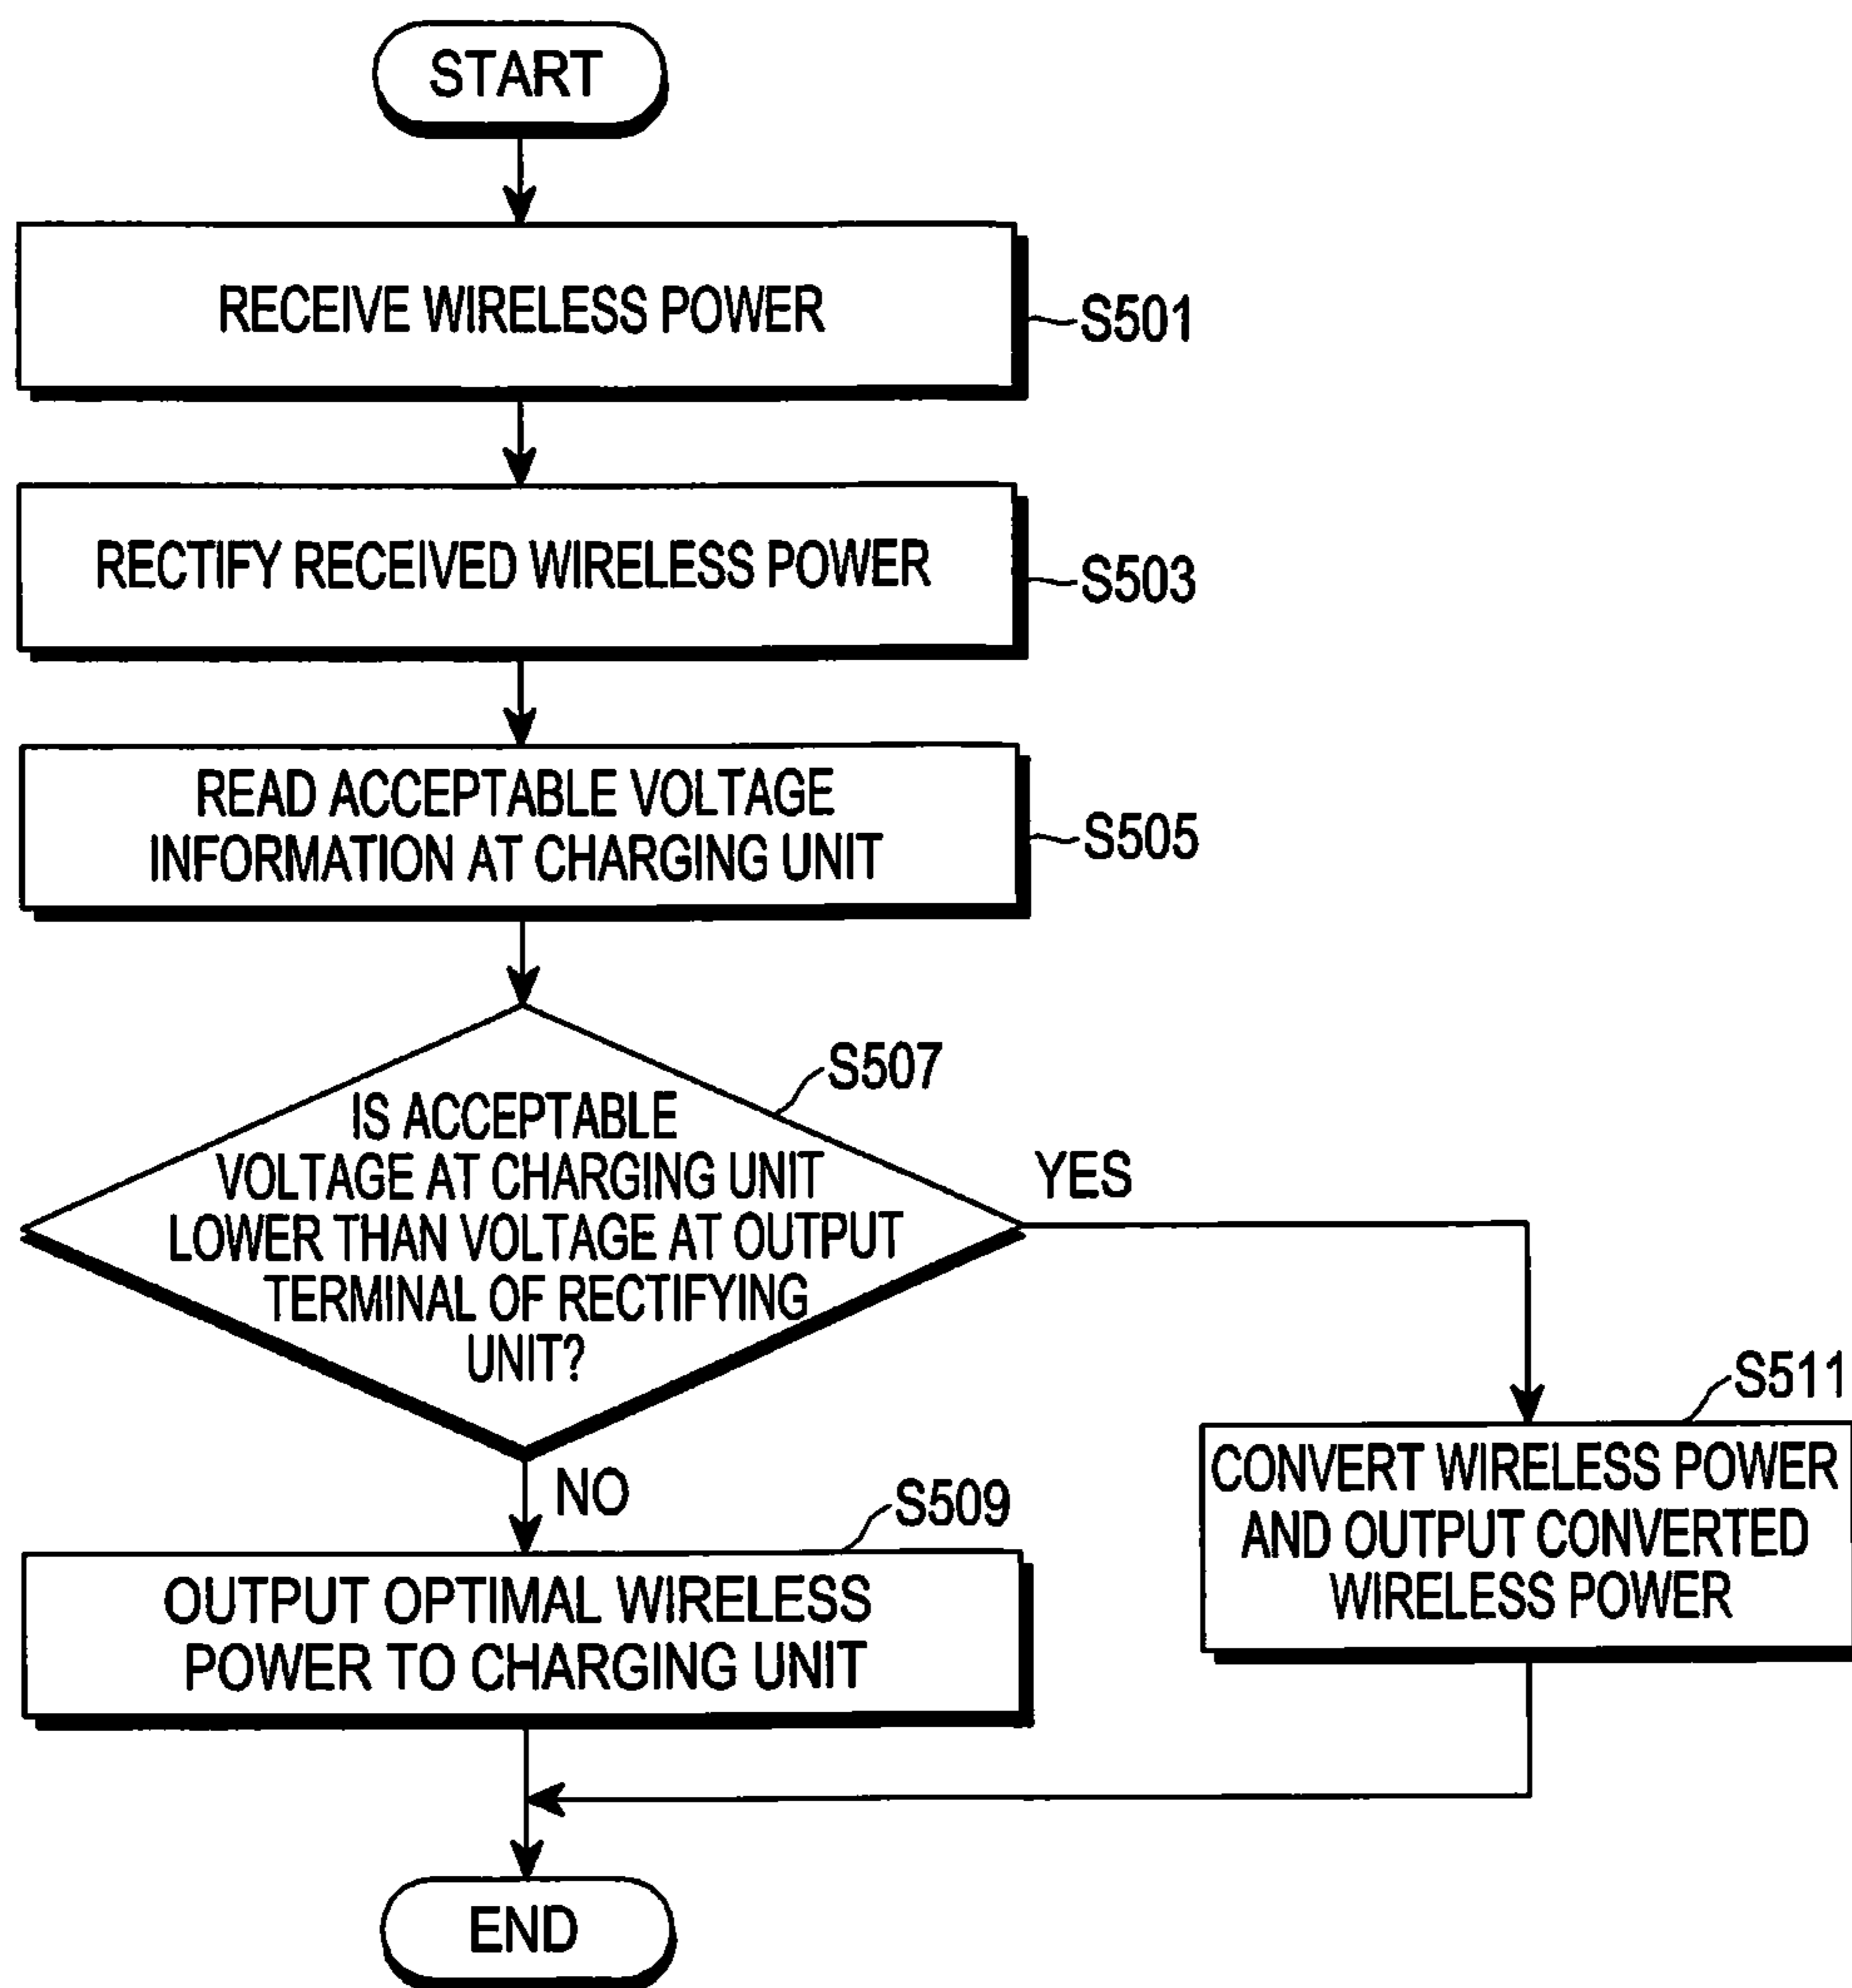 START
RECEIVE WIRELESS POWER
S501
RECTIFY RECEIVED WIRELESS POWER
S503
READ ACCEPTABLE VOLTAGE
INFORMATION AT CHARGING UNIT
S505
S507
IS ACCEPTABLE
VOLTAGE AT CHARGING UNIT
LOWER THAN VOLTAGE AT OUTPUT
TERMINAL OF RECTIFYING
UNIT?
YES
NO
S509
OUTPUT OPTIMAL WIRELESS
POWER TO CHARGING UNIT
S511
CONVERT WIRELESS POWER
AND OUTPUT CONVERTED
WIRELESS POWER
END